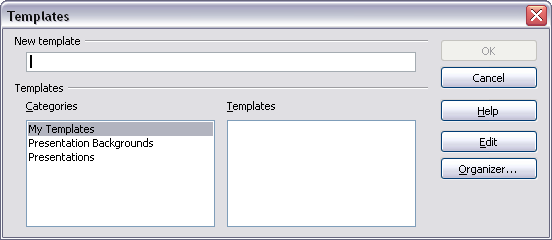 Templates
New template
OK
Cancel
Templates
Categories
Templates
Help
My Templates
Presentation Backgrounds
Presentations
Edit
Organizer...